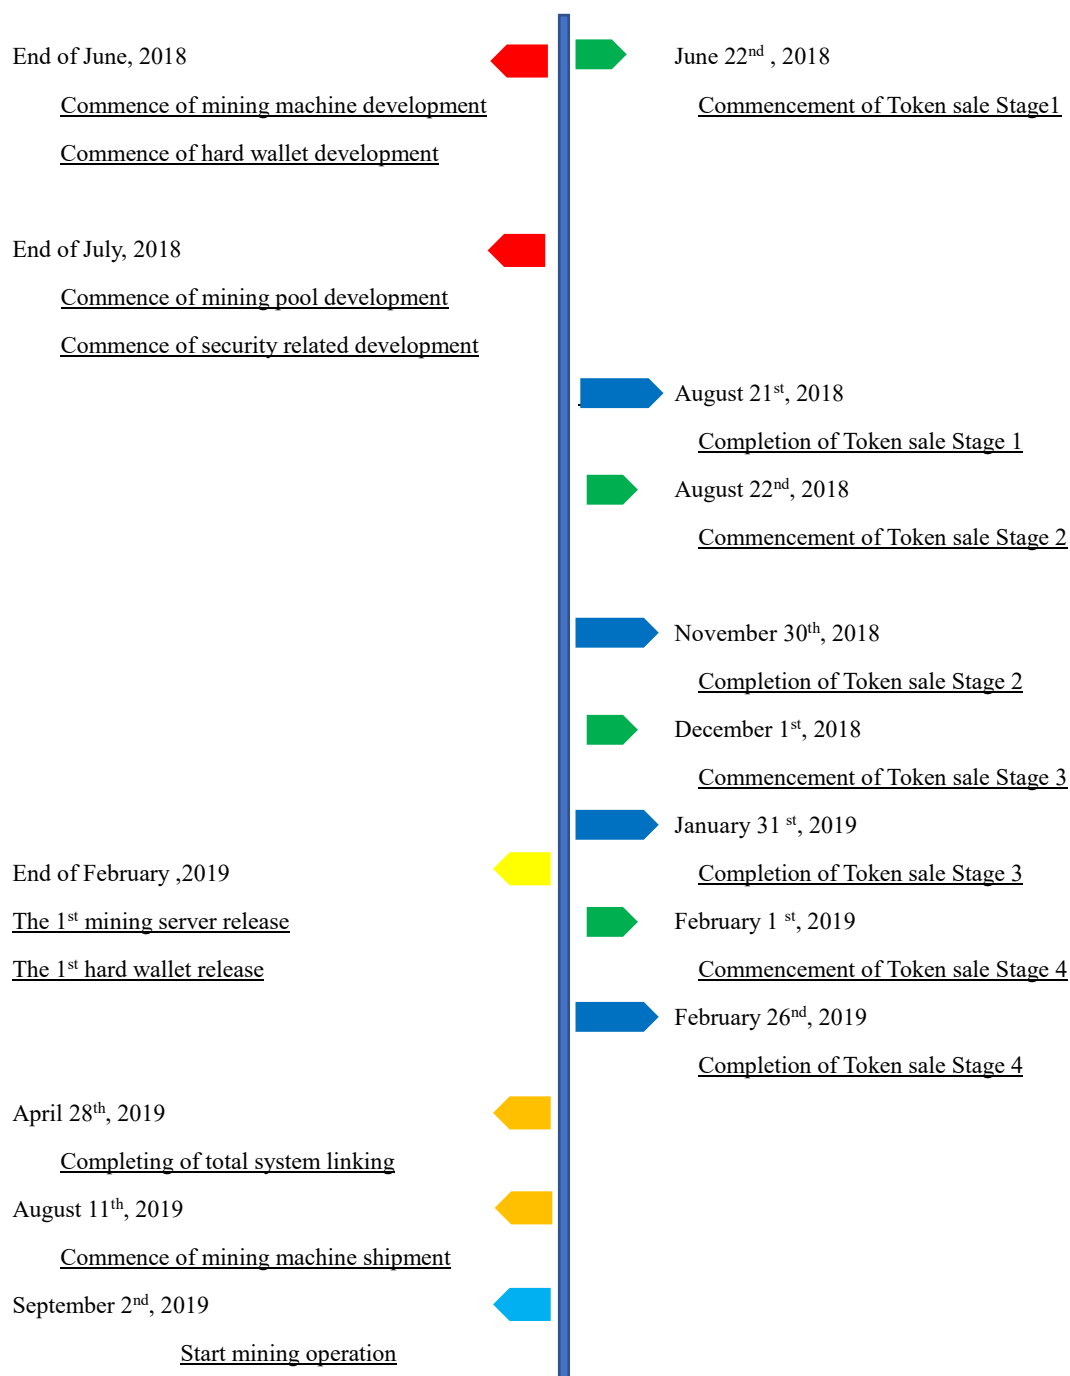 End of June, 2018
Commence of mining machine development
Commence of hard wallet development
End of July, 2018
Commence of mining pool development
Commence of security related development
End of February ,2019
The 1st mining server release
The 1st hard wallet release
April 28th, 2019
Completing of total system linking
August 11th, 2019
Commence of mining machine shipment
September 2nd, 2019
Start mining operation
June 22nd , 2018
Commencement of Token sale Stage1
August 21st, 2018
Completion of Token sale Stage 1
August 22nd, 2018
Commencement of Token sale Stage 2
November 30th, 2018
Completion of Token sale Stage 2
December 1st, 2018
Commencement of Token sale Stage 3
January 31 st, 2019
Completion of Token sale Stage 3
February 1 st, 2019
Commencement of Token sale Stage 4
February 26nd, 2019
Completion of Token sale Stage 4